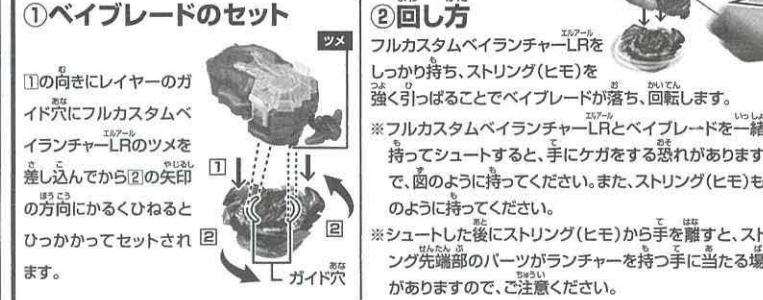 ①ベイブレードのセット
1の向きにレイヤーのガ
イド穴にフルカスタムベ
イランチャーLRのツメを
差し込んでから2の矢印
の方向にかるくひねると
ひっかかってセットされ
ます。
ツメ
1
2
2
ガイド穴
②回し方
フルカスタムベイランチャーLRを
しっかり持ち、ストリング(ヒモ)を
強く引っぱることでベイブレードが落ち、回転します。
※フルカスタムベイランチャーLRとベイブレードを一緒
持ってシュートすると、手にケガをする恐れがあります
で、図のように持ってください。また、ストリング(ヒモ)も
のように持ってください。
※シュートした後にストリング(ヒモ)から手を離すと、スト
ング先端部のパーツがランチャーを持つ手に当たる場
がありますので、ご注意ください。